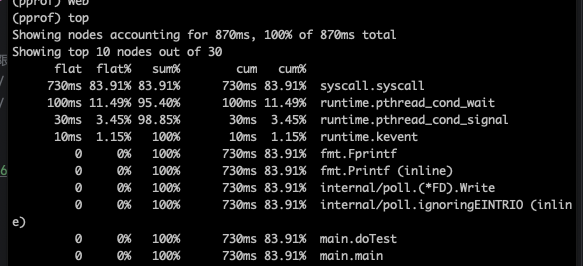 (pprof) web
(pprof) top
Showing nodes accounting for 870ms, 100% of 870ms total
Showing top 10 nodes out of 30
flat  flat%   sum%        cum   cum%
730ms 83.91% 83.91%      730ms 83.91%  syscall.syscall
100ms 11.49% 95.40%      100ms 11.49%  runtime.pthread_cond_wait
30ms  3.45% 98.85%       30ms  3.45%  runtime.pthread_cond_signal
10ms  1.15%   100%       10ms  1.15%  runtime.kevent
0     0%   100%      730ms 83.91%  fmt.Fprintf
0     0%   100%      730ms 83.91%  fmt.Printf (inline)
0     0%   100%      730ms 83.91%  internal/poll.(*FD).Write
0     0%   100%      730ms 83.91%  internal/poll.ignoringEINTRIO (inlin
e)
0     0%   100%      730ms 83.91%  main.doTest
0     0%   100%      730ms 83.91%  main.main